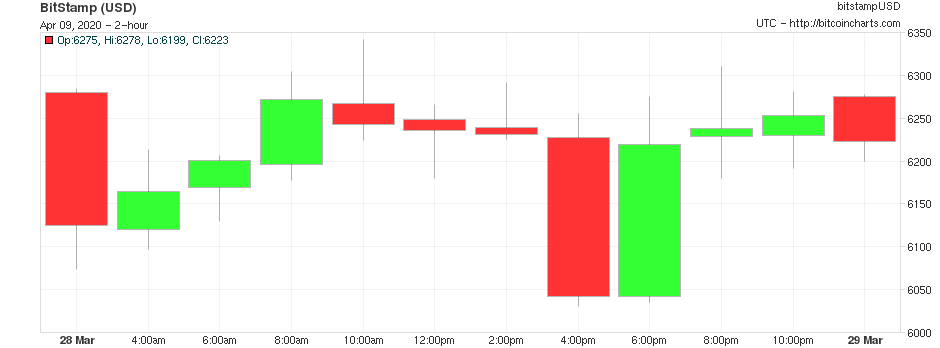 BitStamp (USD)
bitstampUSD
Apr 09, 2020 - 2-hour
UTC - http://bitcoincharts.com
Op:6275, Hi:6278, Lo:6199, Cl:6223
6350
6300
6250
6200
6150
6100
6050
6000
28 Mar 4:00am 6:00am 8:00am 10:00am 12:00pm 2:00pm 4:00pm 6:00pm 8:00pm 10:00pm 29 Mar